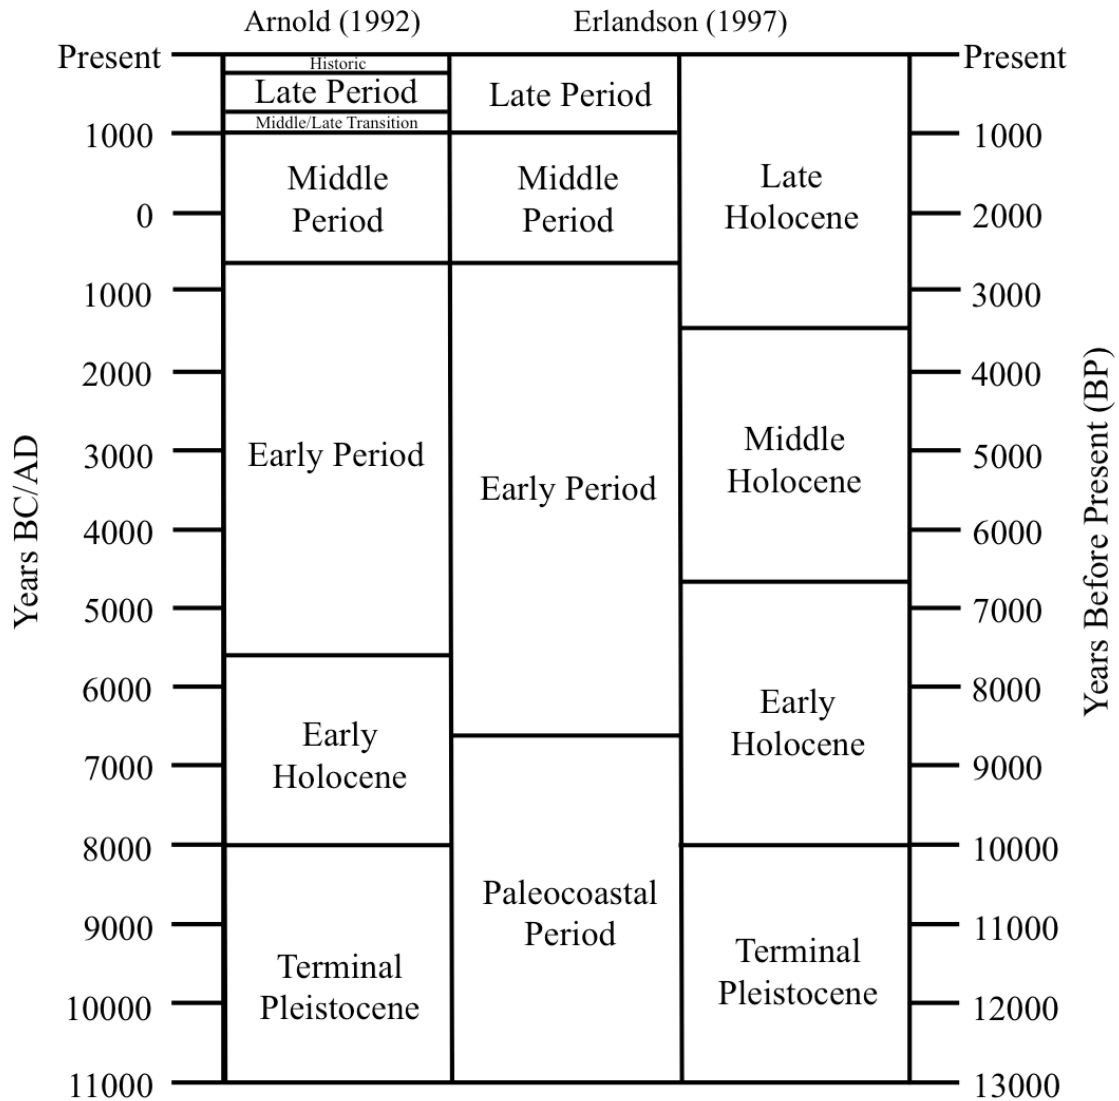 Arnold (1992)
Erlandson (1997)
Present
1000
0
1000
2000
3000
4000
5000
6000
7000
8000
9000
10000
11000
Years BC/AD
Historic
Late Period
Middle/Late Transition
Middle
Period
Early Period
Early
Holocene
Terminal
Pleistocene
Late Period
Middle
Period
Early Period
Paleocoastal
Period
Late
Holocene
Middle
Holocene
Early
Holocene
Terminal
Pleistocene
Present
1000
2000
3000
4000
5000
6000
7000
8000
9000
10000
11000
12000
13000
Years Before Present (BP)